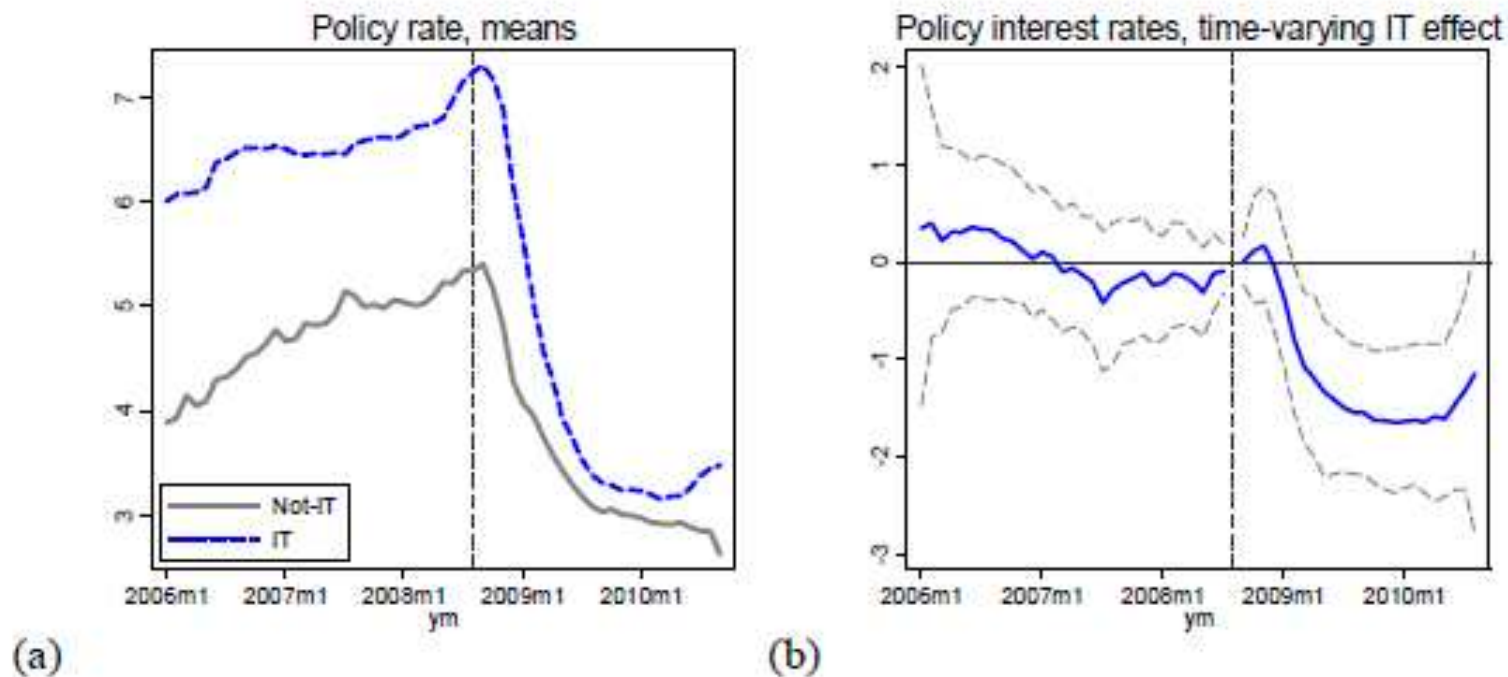 Policy rate, means
7
6
5
4
3
Not-IT
IT
2006m1 2007m1 2008m1 2009m1 2010m1
ym
(a)
Policy interest rates, time-varying IT effect
2
1
0
-1
-2
-3
2006m1 2007m1 2008m1 2009m1 2010m1
ym
(b)